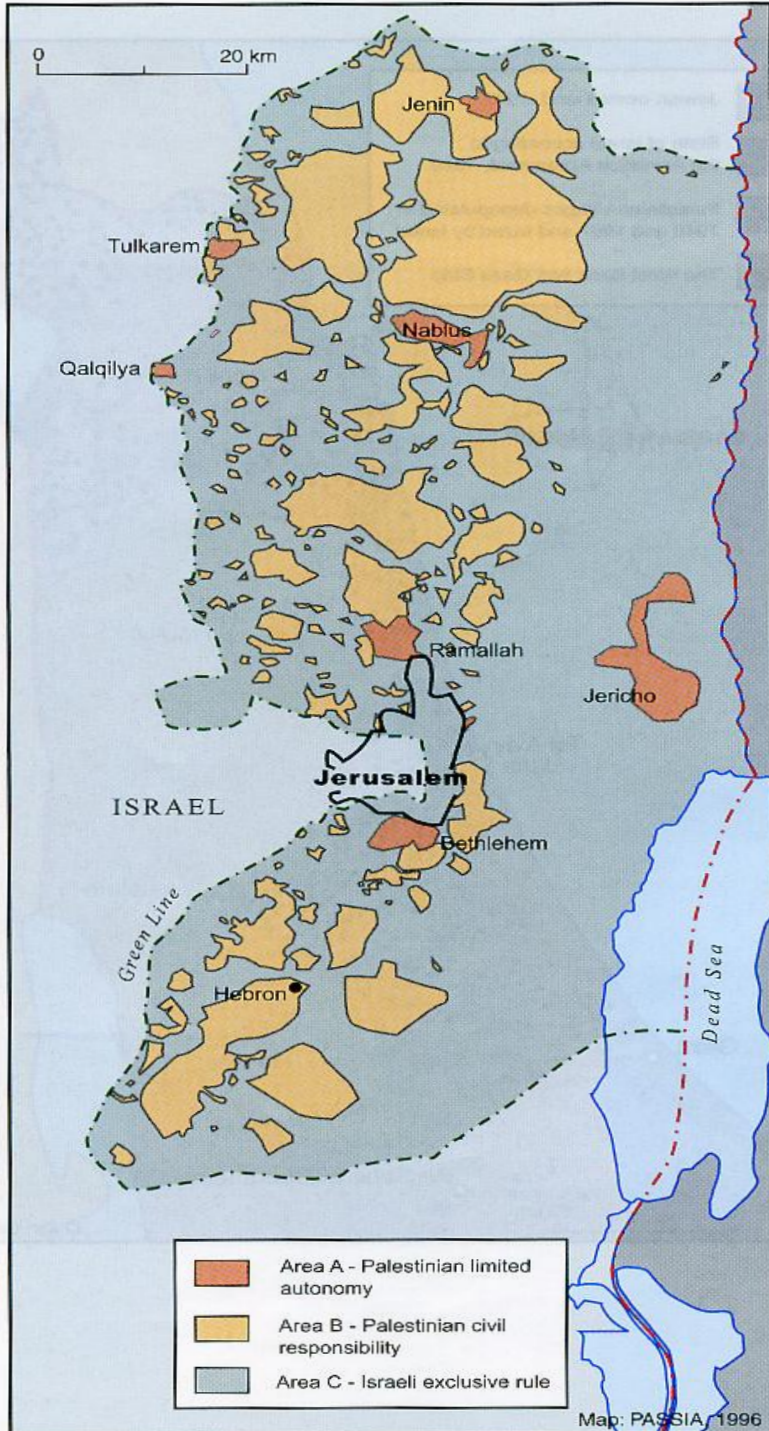 0 20 km
Jenin
Tulkarem
Nablus
Qalqilya
Ramallah
Jericho
Jerusalem
ISRAEL
Bethlehem
Green Line
Hebron
Dead Sea
Area A - Palestinian limited
autonomy
Area B - Palestinian civil
responsibility
Area C - Israeli exclusive rule
Map: PASSIA, 1996